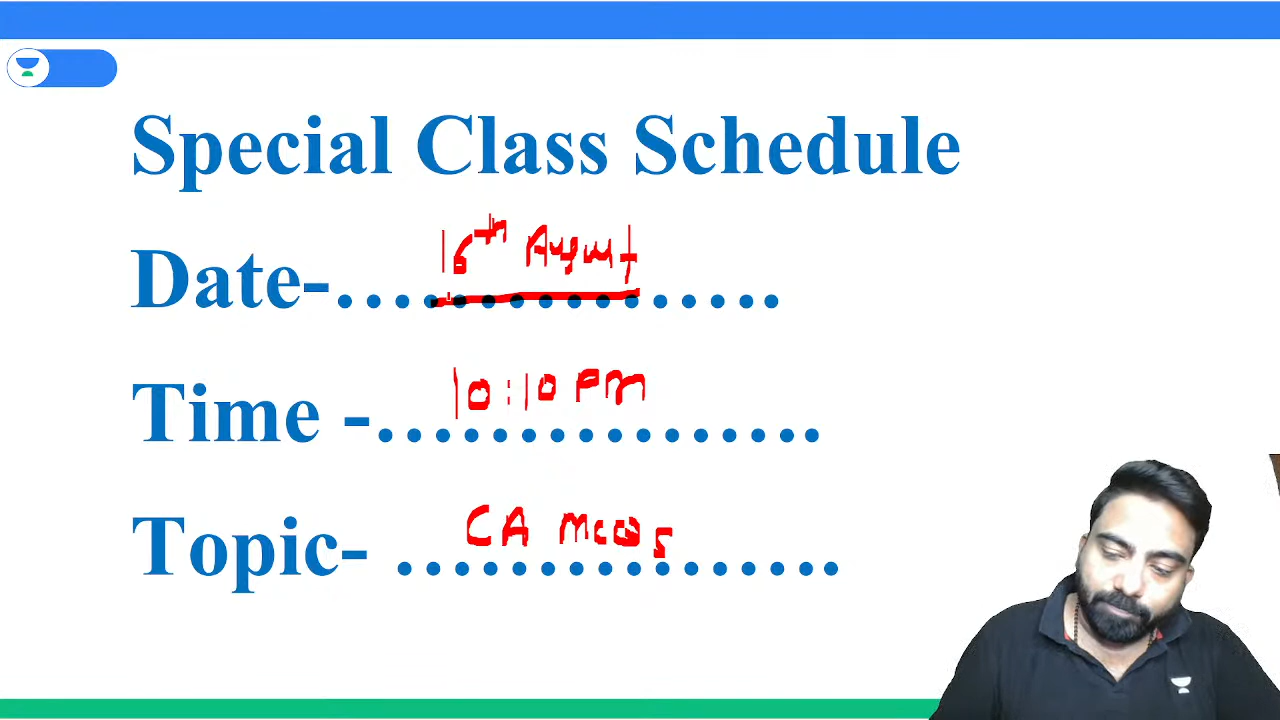 Special Class Schedule
Date-................ 16th August
Time -................ 10:10 PM
Topic- ................ CA MCQs